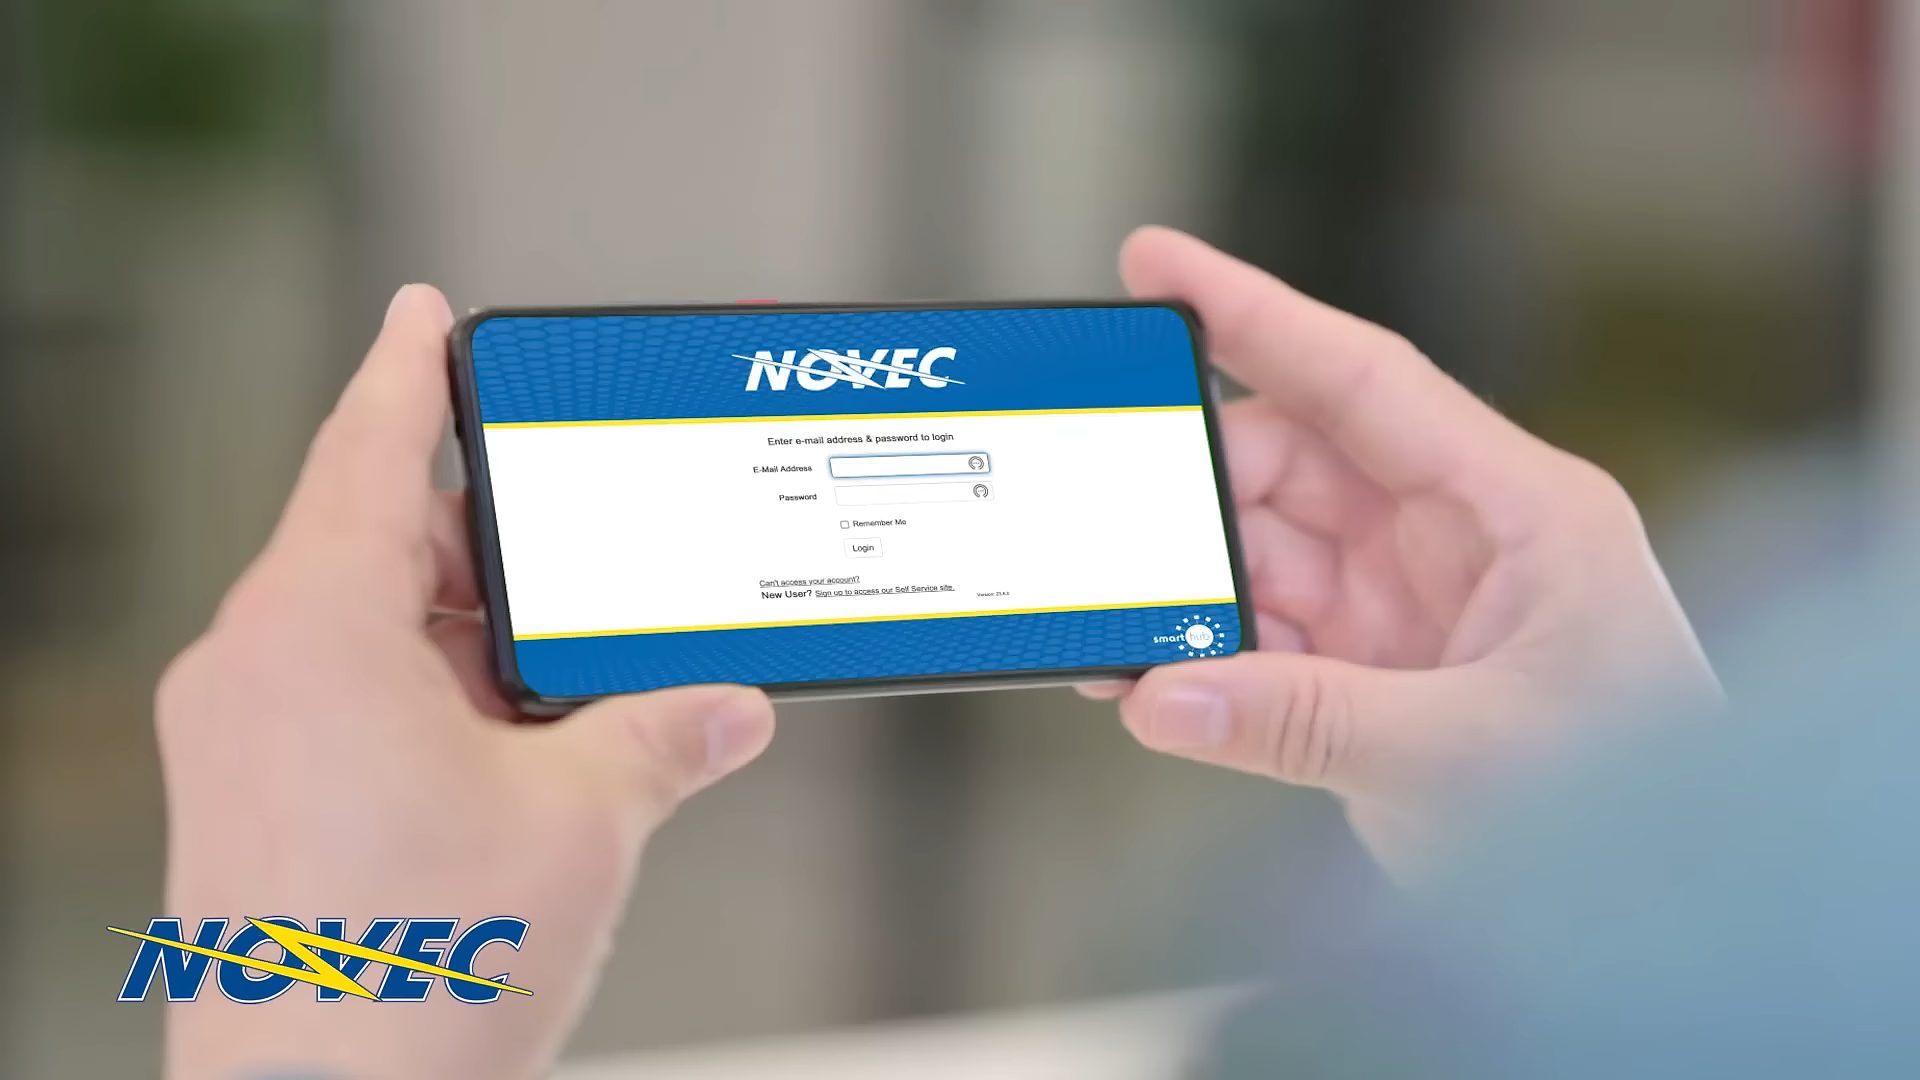 NOVEC
Enter e-mail address & password to login
E-Mail Address
Password
Remember Me
Login
Can't access your account?
New User? Sign up to access our Self Service site.
smarthub
NOVEC